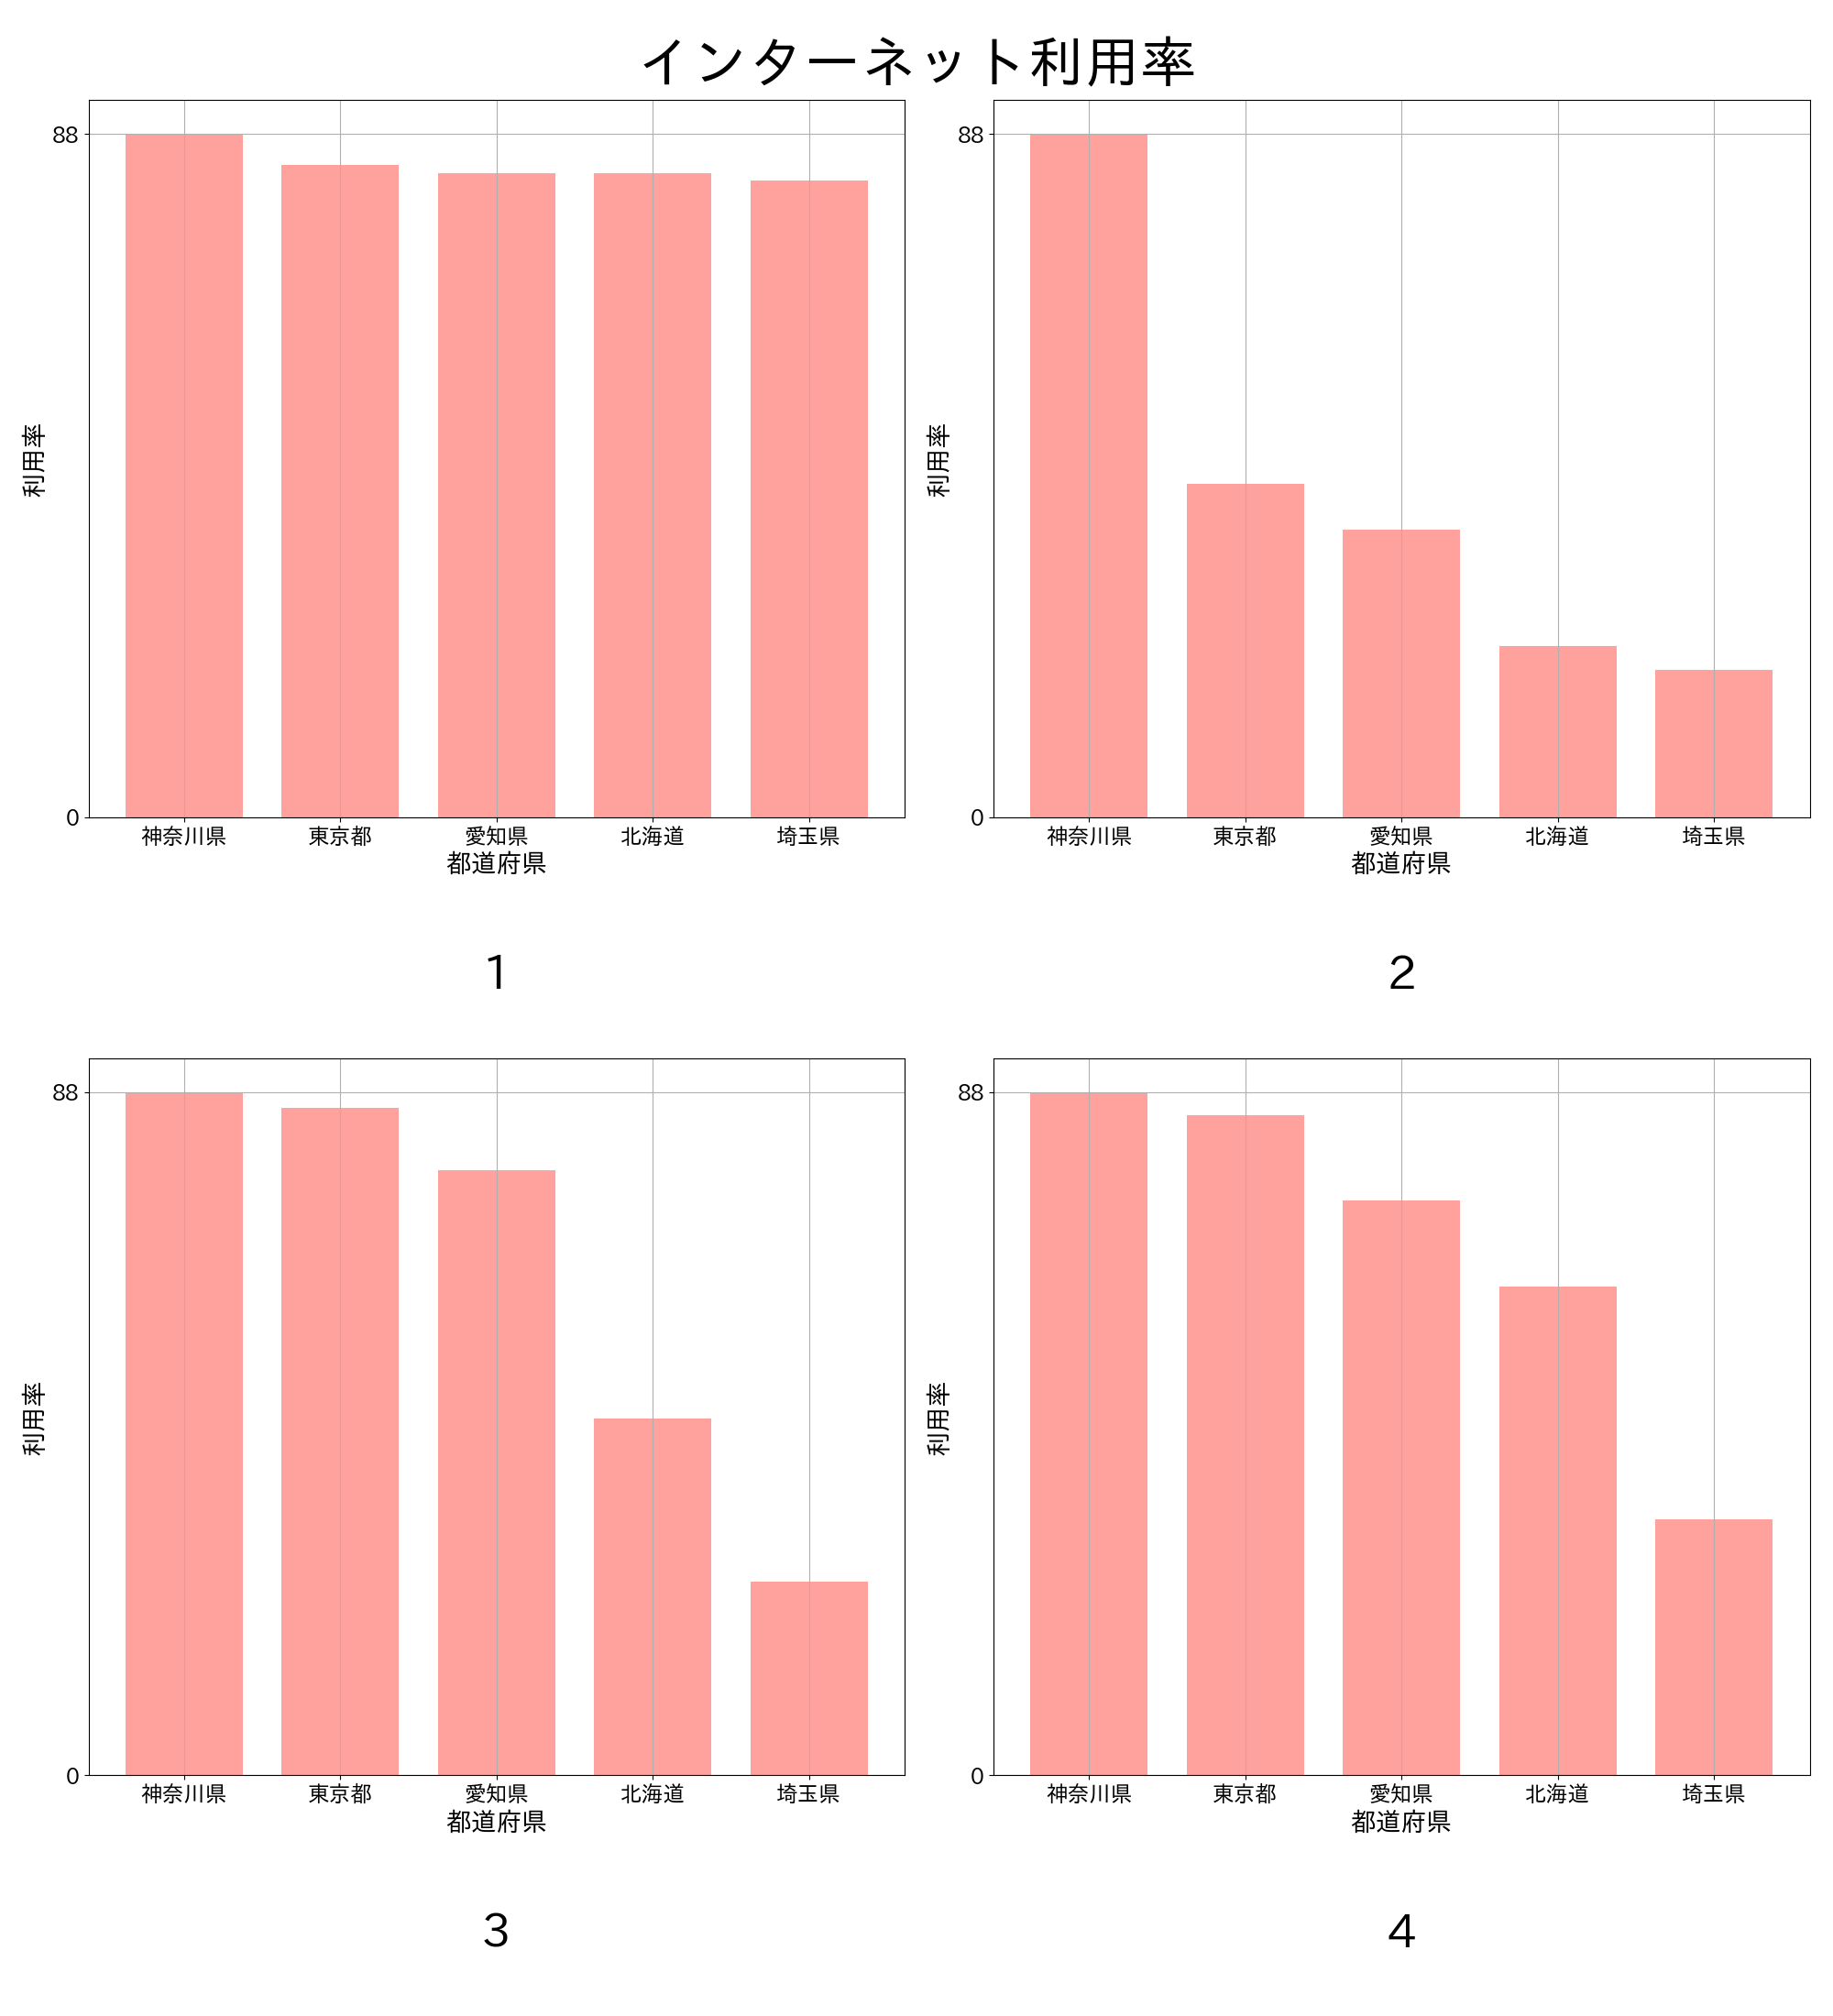 インターネット利用率
88
0
利用率
神奈川県 東京都 愛知県 北海道 埼玉県
都道府県
1
88
0
利用率
神奈川県 東京都 愛知県 北海道 埼玉県
都道府県
2
88
0
利用率
神奈川県 東京都 愛知県 北海道 埼玉県
都道府県
3
88
0
利用率
神奈川県 東京都 愛知県 北海道 埼玉県
都道府県
4